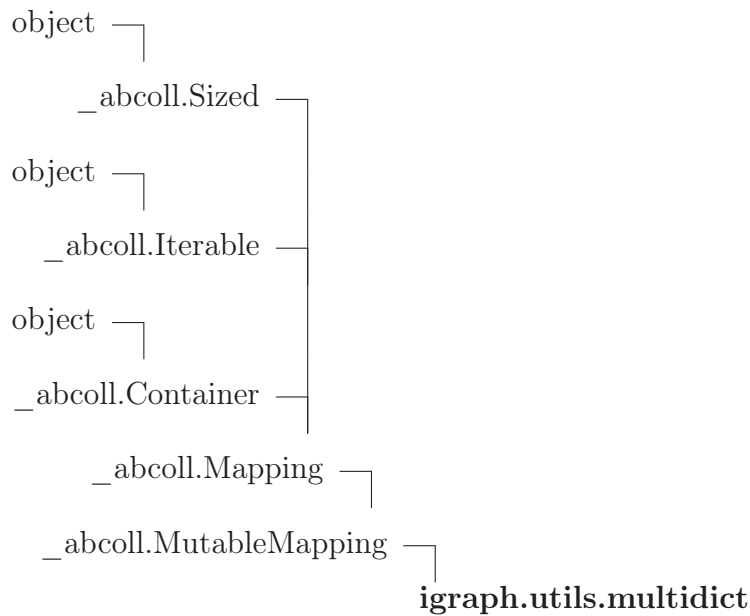 object
_abcoll.Sized
object
_abcoll.Iterable
object
_abcoll.Container
_abcoll.Mapping
_abcoll.MutableMapping
igraph.utils.multidict